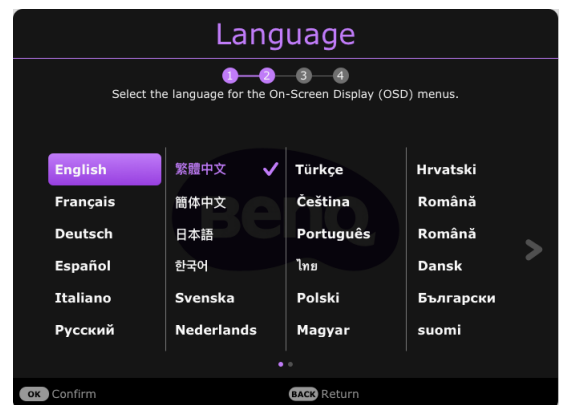 Language
1 2 3 4
Select the language for the On-Screen Display (OSD) menus.
English 繁體中文 Türkçe Hrvatski
Français 簡体中文 Čeština Română
Deutsch 日本語 Português Română
Español 한국어 ไทย Dansk
Italiano Svenska Polski Български
Русский Nederlands Magyar suomi
BenQ
OK Confirm BACK Return